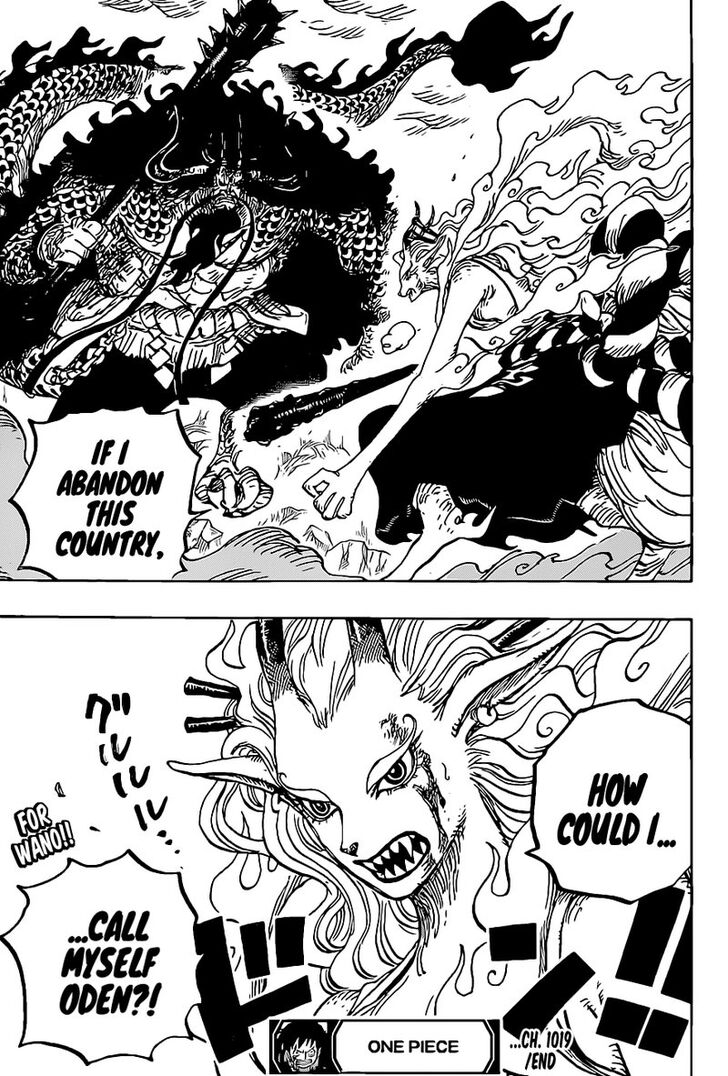 IF I
ABANDON
THIS
COUNTRY,
HOW
COULD I...
グルルル...
FOR
WANO!!
...CALL
MYSELF
ODEN?!
ドン!!
ONE PIECE
...CH. 1019
/END